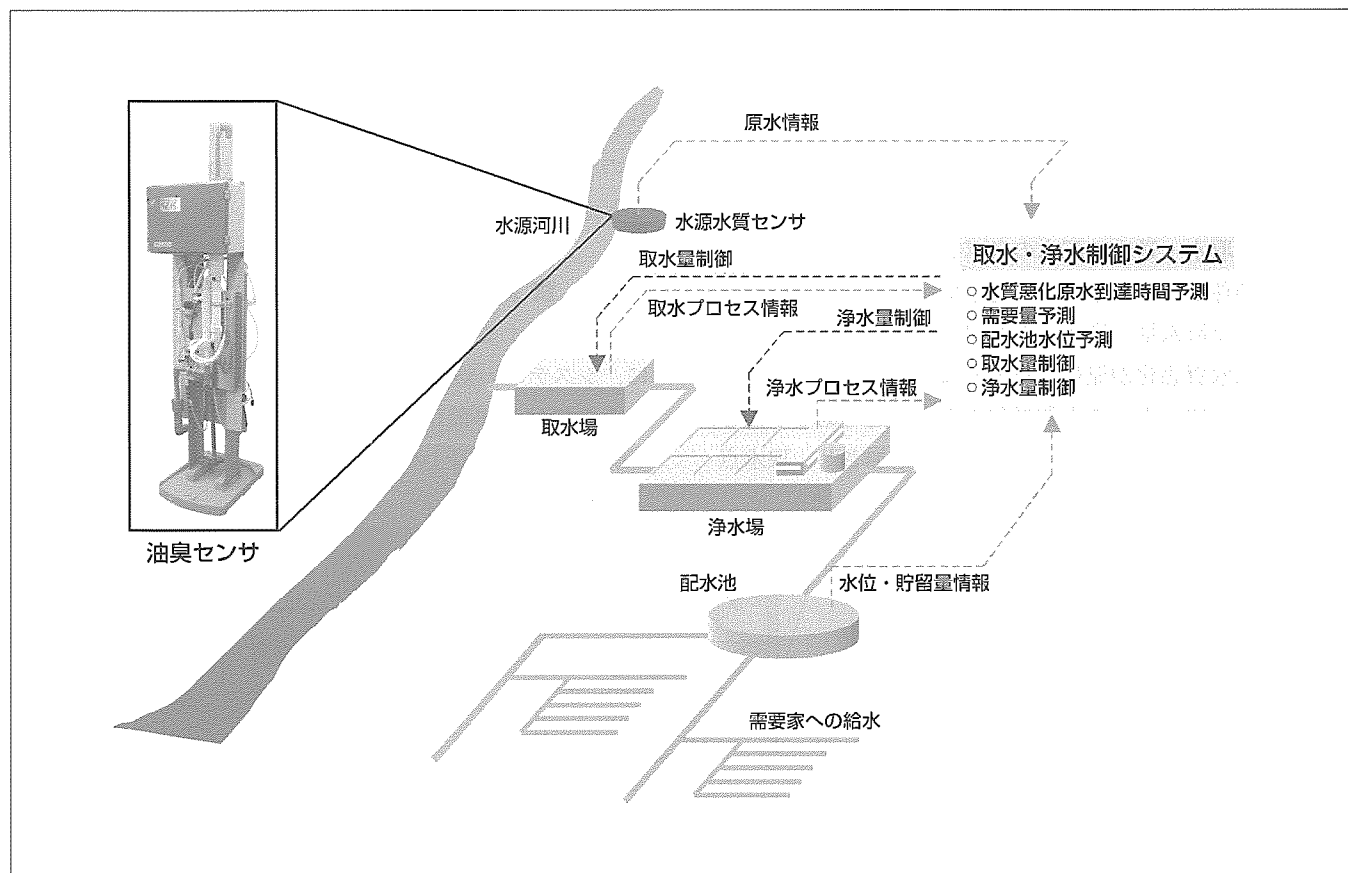 原水情報
水源河川
水源水質センサ
取水量制御
取水プロセス情報
浄水量制御
浄水プロセス情報
取水・浄水制御システム
○水質悪化原水到達時間予測
○需要量予測
○配水池水位予測
○取水量制御
○浄水量制御
取水場
浄水場
油臭センサ
配水池
水位・貯留量情報
需要家への給水